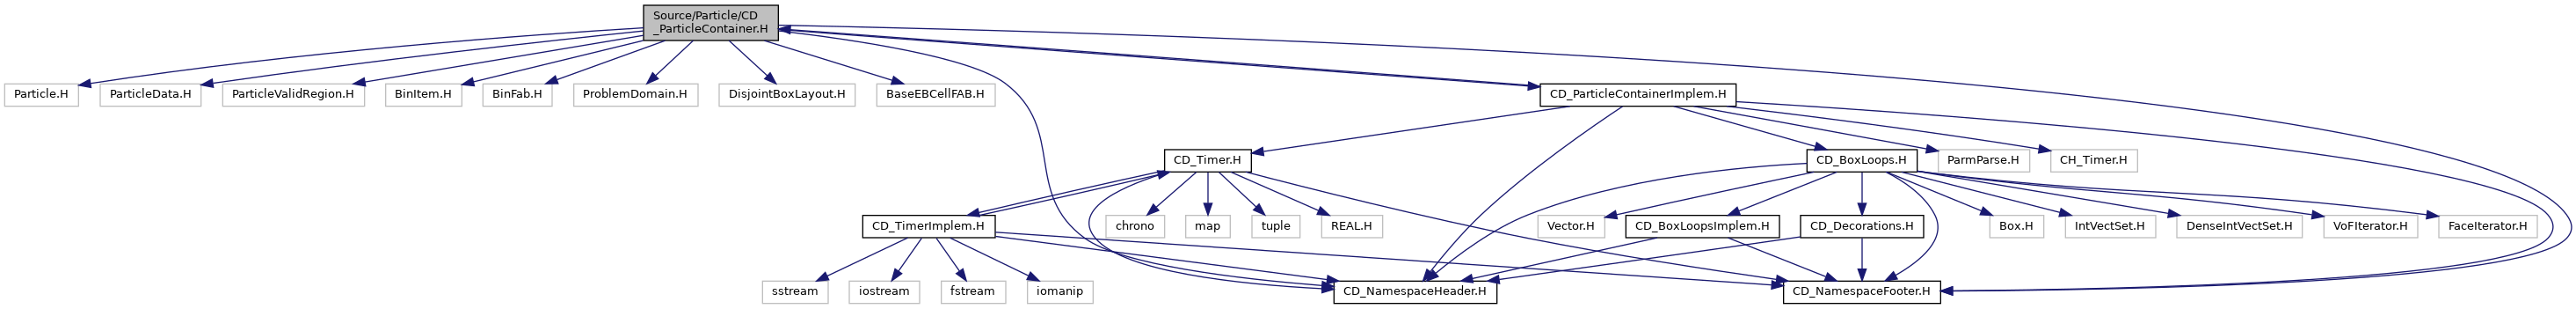 Source/Particle/CD
_ParticleContainer.H
Particle.H
ParticleData.H
ParticleValidRegion.H
BinItem.H
BinFab.H
ProblemDomain.H
DisjointBoxLayout.H
BaseEBCellFAB.H
CD_ParticleContainerImplem.H
CD_Timer.H
CD_BoxLoops.H
ParmParse.H
CH_Timer.H
CD_TimerImplem.H
chrono
map
tuple
REAL.H
Vector.H
CD_BoxLoopsImplem.H
CD_Decorations.H
Box.H
IntVectSet.H
DenseIntVectSet.H
VoFIterator.H
FaceIterator.H
sstream
iostream
fstream
iomanip
CD_NamespaceHeader.H
CD_NamespaceFooter.H